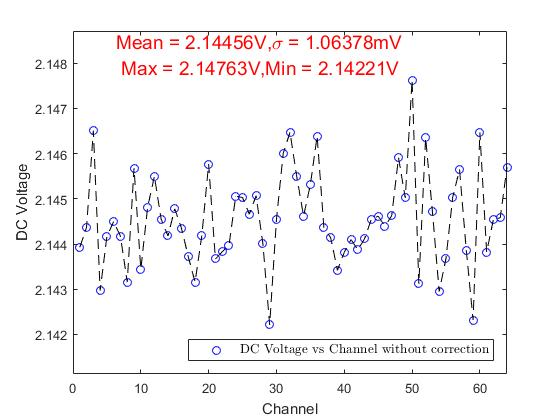 Mean = 2.14456V,σ = 1.06378mV
Max = 2.14763V,Min = 2.14221V
2.148
2.147
2.146
2.145
2.144
2.143
2.142
DC Voltage
DC Voltage vs Channel without correction
0 10 20 30 40 50 60
Channel